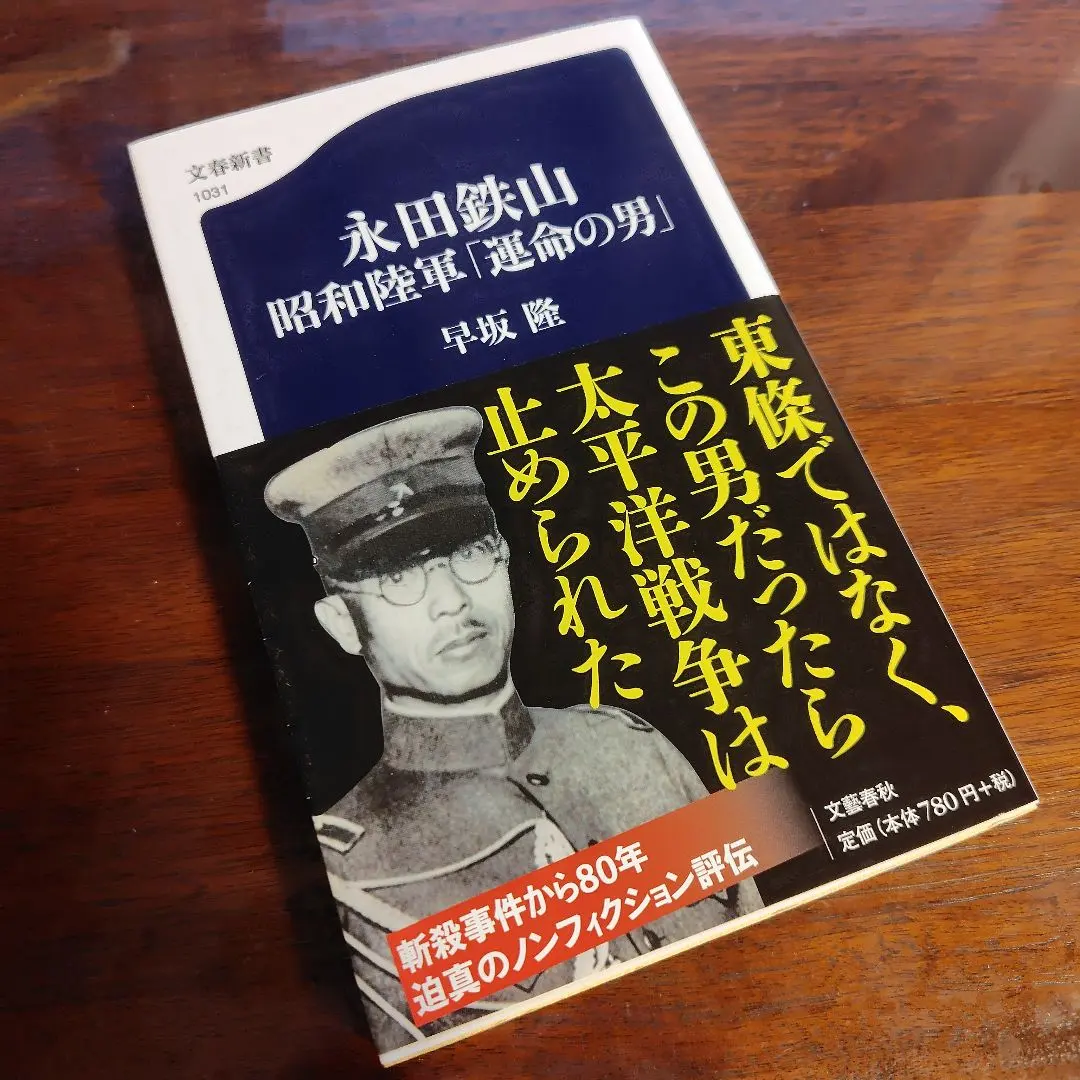 文春新書
1031
永田鉄山
昭和陸軍「運命の男」
早坂 隆
東條ではなく、
この男だったら
太平洋戦争は
止められた
斬殺事件から80年
迫真のノンフィクション評伝
文藝春秋
定価(本体780円+税)